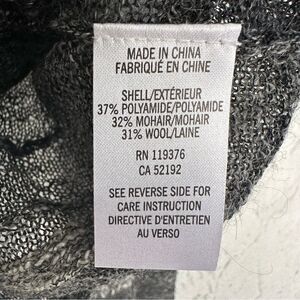 MADE IN CHINA
FABRIQUÉ EN CHINE
SHELL/EXTÉRIEUR
37% POLYAMIDE/POLYAMIDE
32% MOHAIR/MOHAIR
31% WOOL/LAINE
RN 119376
CA 52192
SEE REVERSE SIDE FOR
CARE INSTRUCTION
DIRECTIVE D'ENTRETIEN
AU VERSO